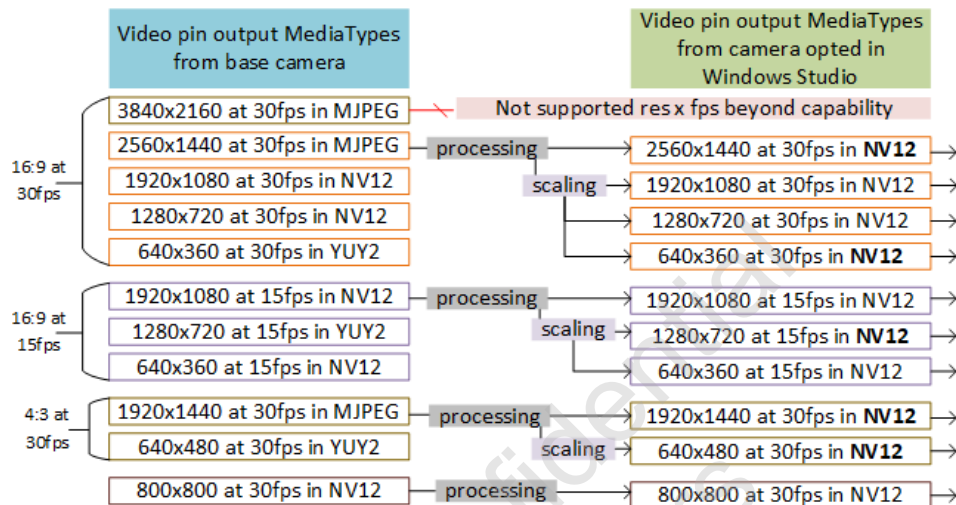 Video pin output MediaTypes
from base camera
Video pin output MediaTypes
from camera opted in
Windows Studio
16:9 at
30fps
3840x2160 at 30fps in MJPEG
Not supported res x fps beyond capability
2560x1440 at 30fps in MJPEG
processing
2560x1440 at 30fps in NV12
1920x1080 at 30fps in NV12
scaling
1920x1080 at 30fps in NV12
1280x720 at 30fps in NV12
1280x720 at 30fps in NV12
640x360 at 30fps in YUY2
640x360 at 30fps in NV12
16:9 at
15fps
1920x1080 at 15fps in NV12
processing
1920x1080 at 15fps in NV12
1280x720 at 15fps in YUY2
scaling
1280x720 at 15fps in NV12
640x360 at 15fps in NV12
640x360 at 15fps in NV12
4:3 at
30fps
1920x1440 at 30fps in MJPEG
processing
1920x1440 at 30fps in NV12
640x480 at 30fps in YUY2
scaling
640x480 at 30fps in NV12
800x800 at 30fps in NV12
processing
800x800 at 30fps in NV12